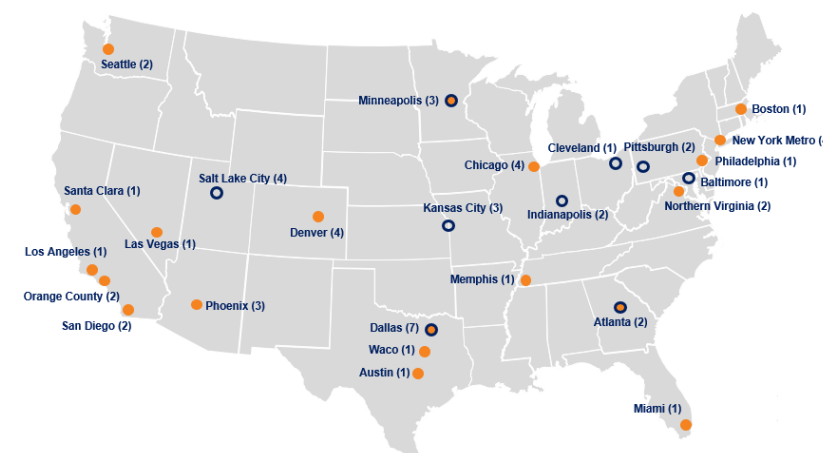 Seattle (2)
Minneapolis (3)
Boston (1)
New York Metro (
Cleveland (1)
Pittsburgh (2)
Philadelphia (1)
Chicago (4)
Salt Lake City (4)
Baltimore (1)
Santa Clara (1)
Kansas City (3)
Indianapolis (2)
Northern Virginia (2)
Denver (4)
Las Vegas (1)
Los Angeles (1)
Memphis (1)
Orange County (2)
Phoenix (3)
San Diego (2)
Dallas (7)
Atlanta (2)
Waco (1)
Austin (1)
Miami (1)